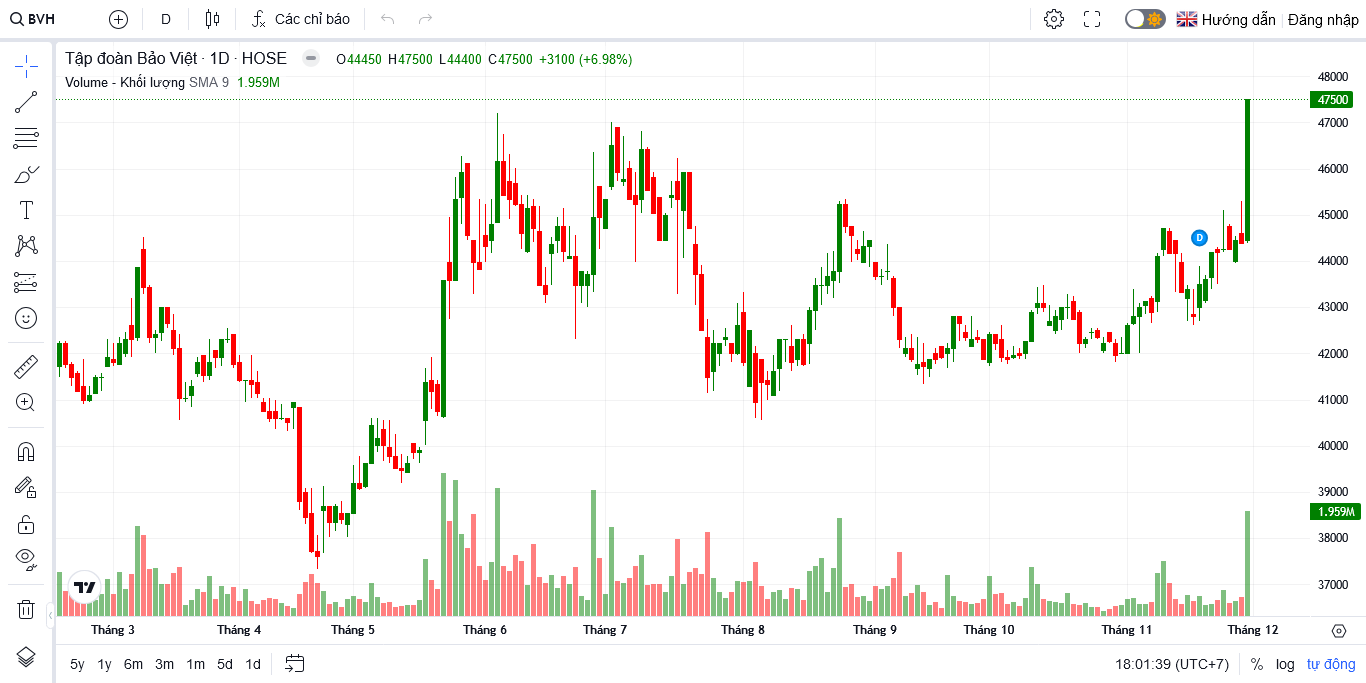 BVH D Các chỉ báo Hướng dẫn Đăng nhập
Tập đoàn Bảo Việt · 1D · HOSE O44450 H47500 L44400 C47500 +3100 (+6.98%)
Volume - Khối lượng SMA 9 1.959M
48000
47500
47000
46000
45000
D
44000
43000
42000
41000
40000
39000
1.959M
38000
37000
Tháng 3 Tháng 4 Tháng 5 Tháng 6 Tháng 7 Tháng 8 Tháng 9 Tháng 10 Tháng 11 Tháng 12
5y 1y 6m 3m 1m 5d 1d 18:01:39 (UTC+7) % log tự động